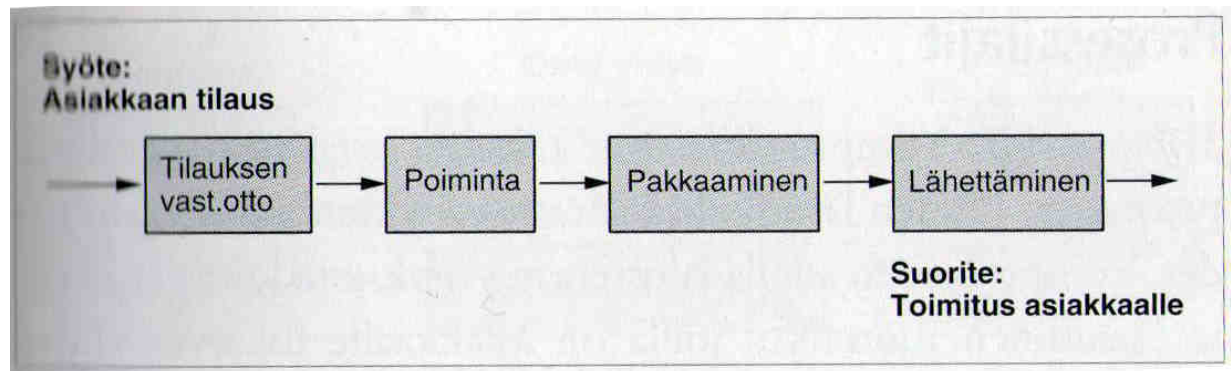 Syöte:
Asiakkaan tilaus
Tilauksen
vast.otto
Poiminta
Pakkaaminen
Lähettäminen
Suorite:
Toimitus asiakkaalle